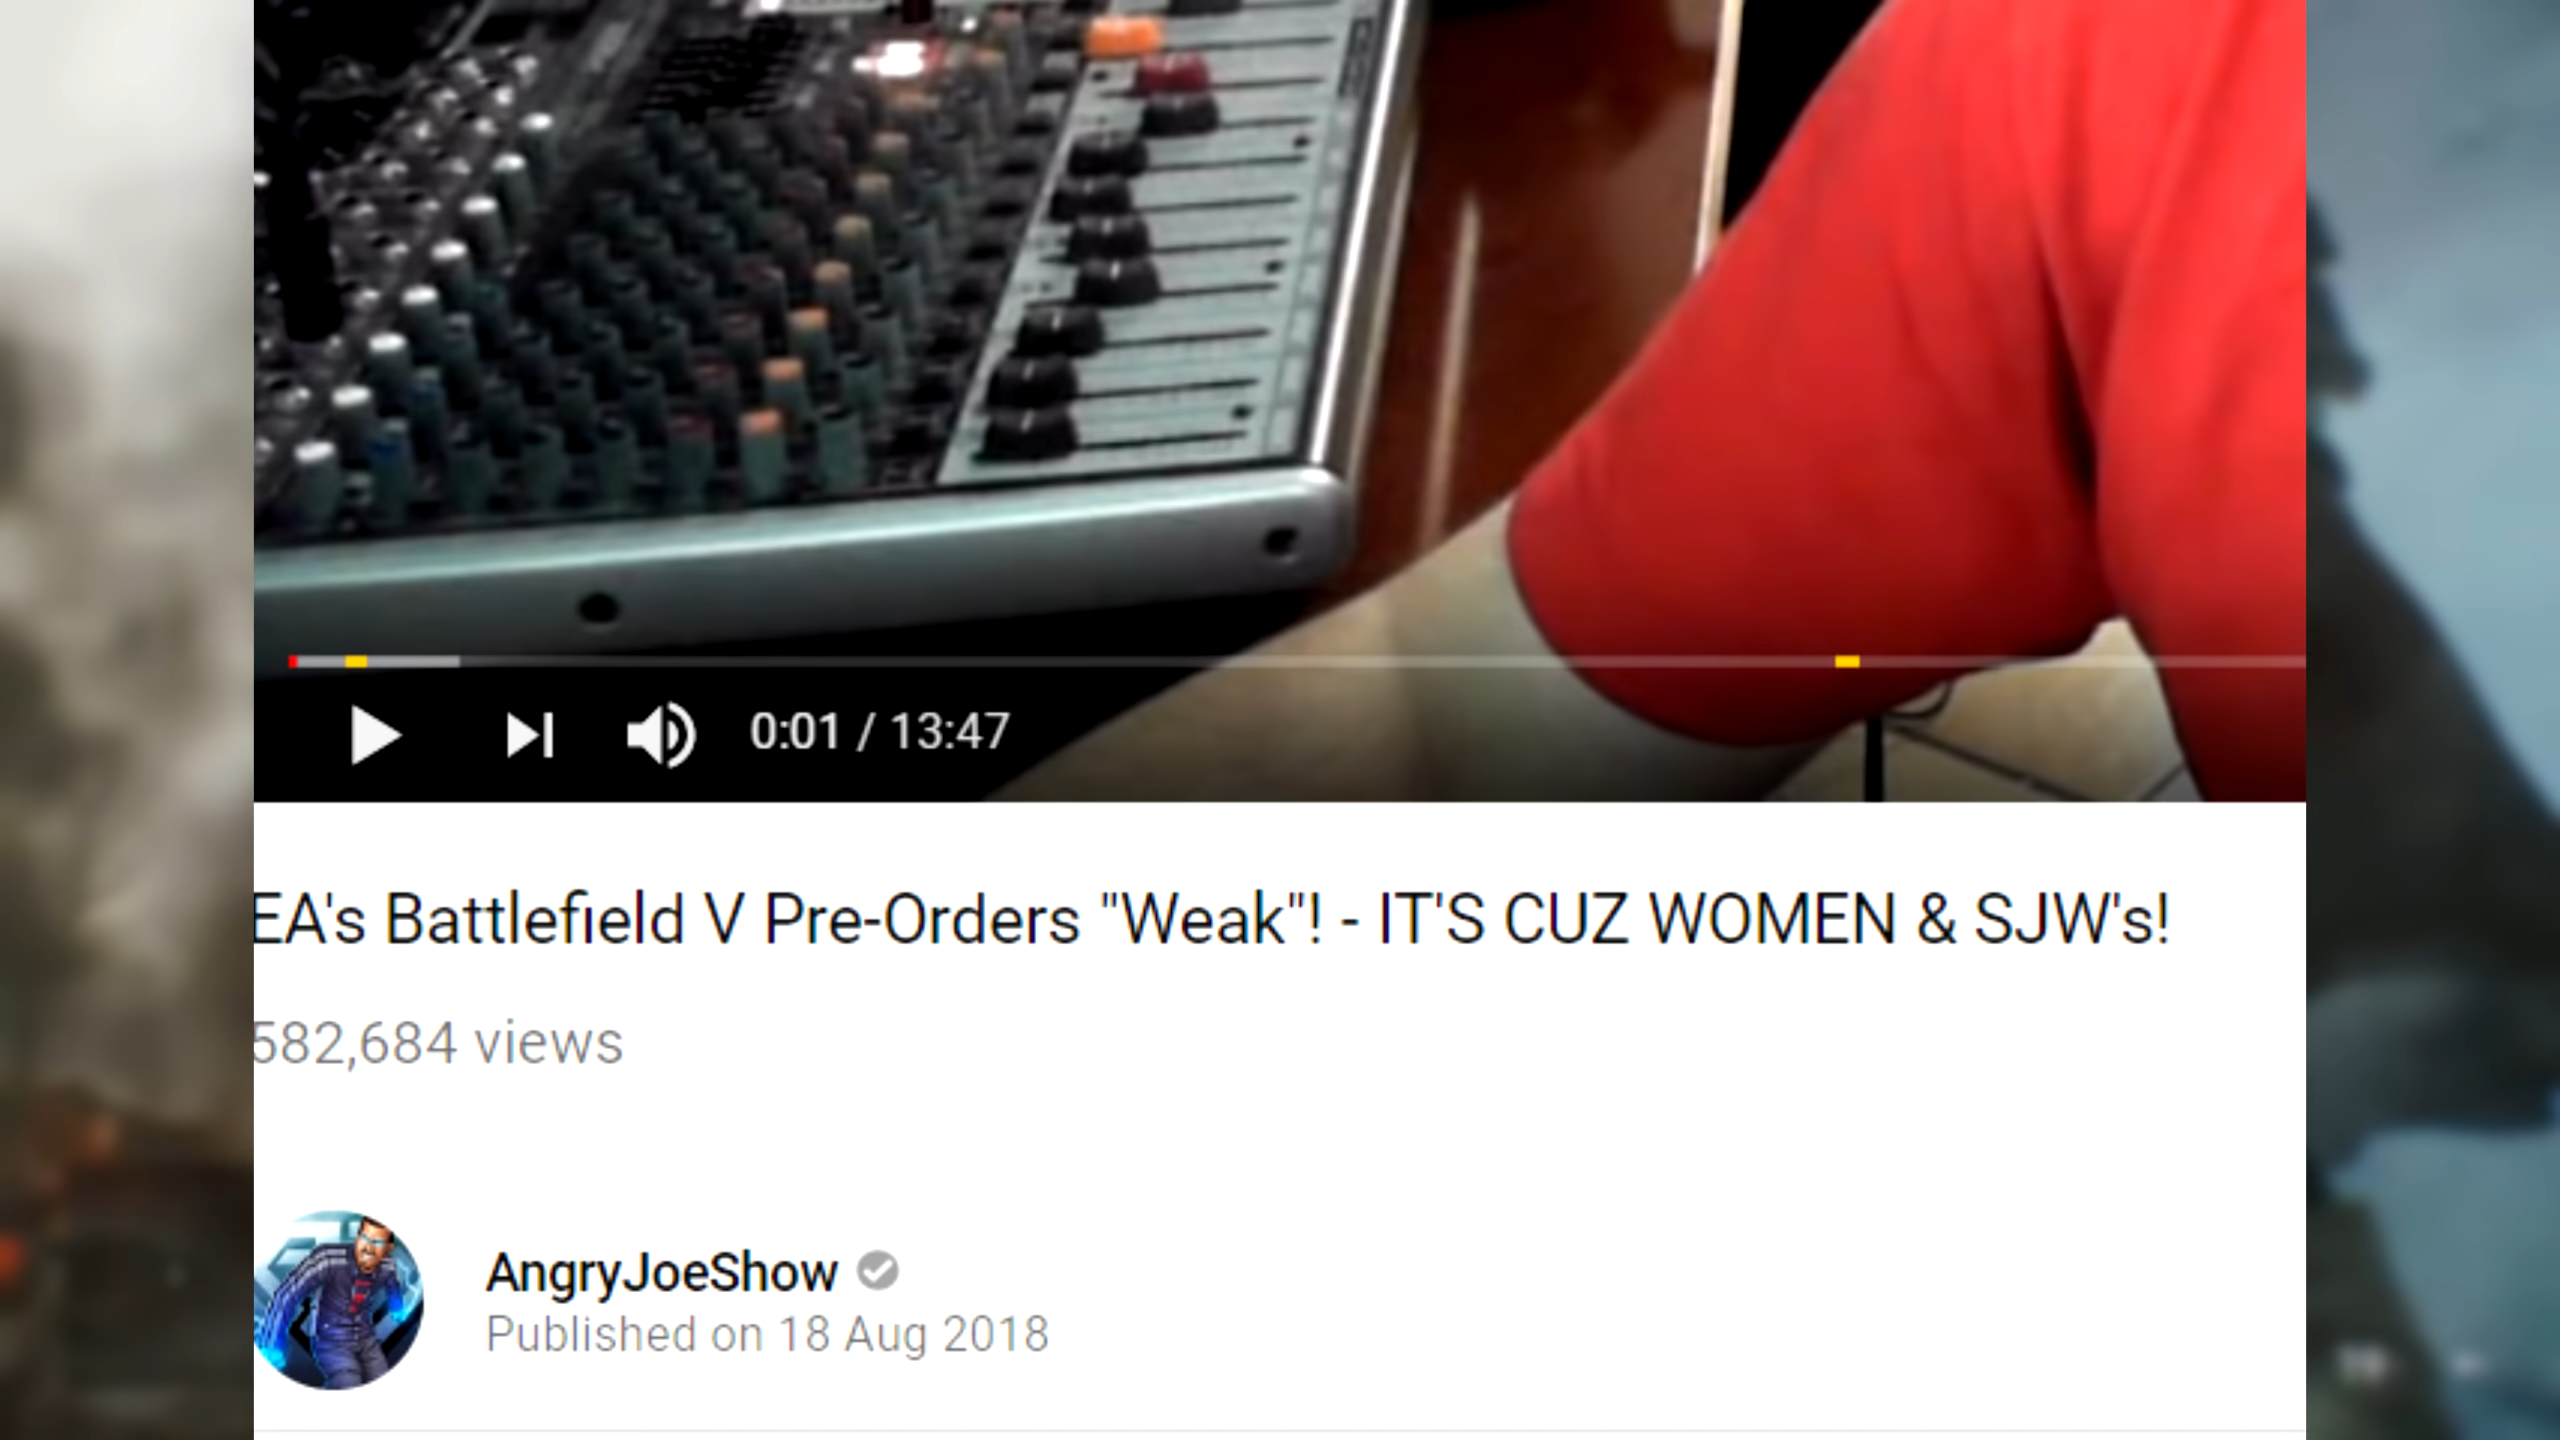 0:01 / 13:47
EA's Battlefield V Pre-Orders "Weak"! - IT'S CUZ WOMEN & SJW's!
582,684 views
AngryJoeShow
Published on 18 Aug 2018